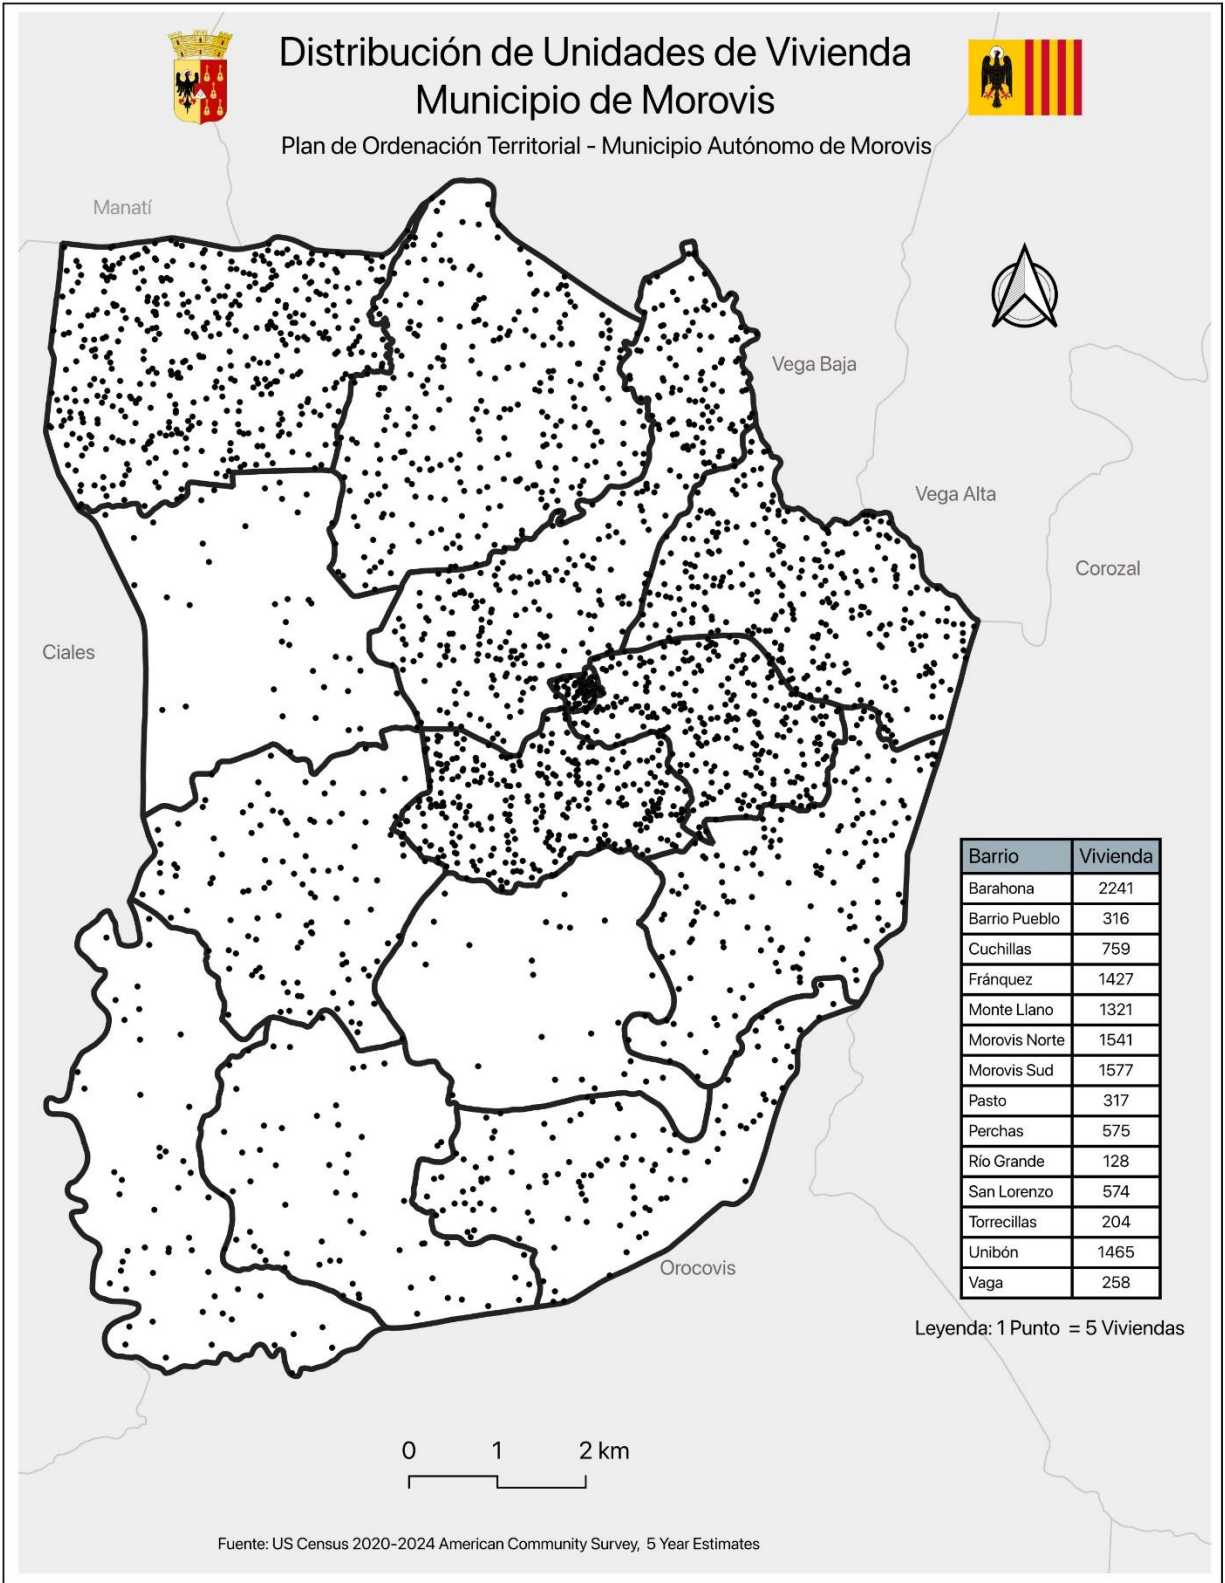 Distribución de Unidades de Vivienda
Municipio de Morovis
Plan de Ordenación Territorial - Municipio Autónomo de Morovis
Manatí
Vega Baja
Vega Alta
Corozal
Ciales
Orocovis
Barrio Vivienda
Barahona 2241
Barrio Pueblo 316
Cuchillas 759
Fránquez 1427
Monte Llano 1321
Morovis Norte 1541
Morovis Sud 1577
Pasto 317
Perchas 575
Río Grande 128
San Lorenzo 574
Torrecillas 204
Unibón 1465
Vaga 258
Leyenda: 1 Punto = 5 Viviendas
0 1 2 km
Fuente: US Census 2020-2024 American Community Survey, 5 Year Estimates